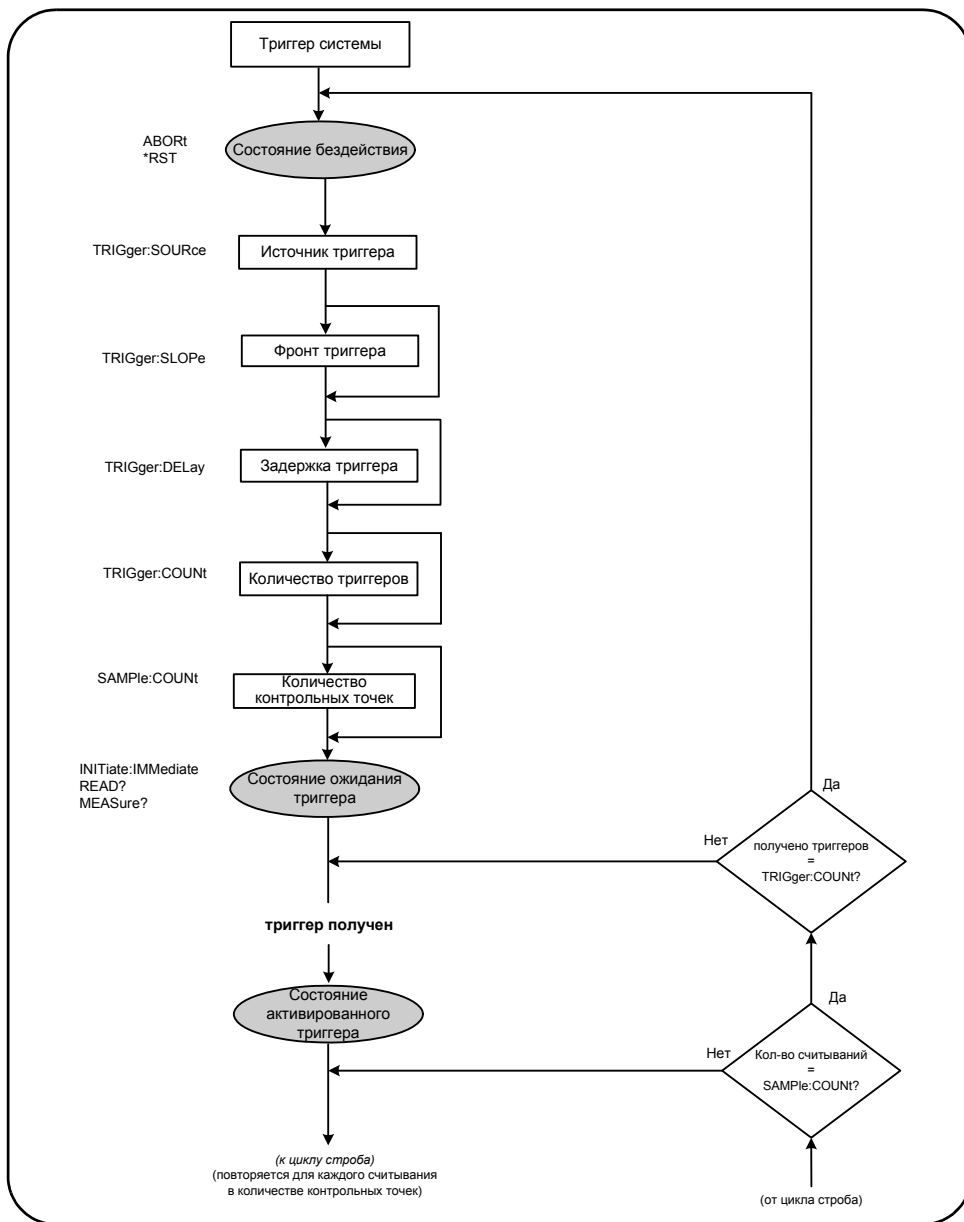 Триггер системы
ABORt
*RST
Состояние бездействия
TRIGger:SOURce
Источник триггера
TRIGger:SLOPe
Фронт триггера
TRIGger:DELay
Задержка триггера
TRIGger:COUNt
Количество триггеров
SAMPle:COUNt
Количество
контрольных точек
INITiate:IMMediate
READ?
MEASure?
Состояние ожидания
триггера
Да
Нет
получено триггеров
=
TRIGger:COUNt?
триггер получен
Состояние
активированного
триггера
Да
Нет
Кол-во считываний
=
SAMPle:COUNt?
(к циклу строба)
(повторяется для каждого считывания
в количестве контрольных точек)
(от цикла строба)